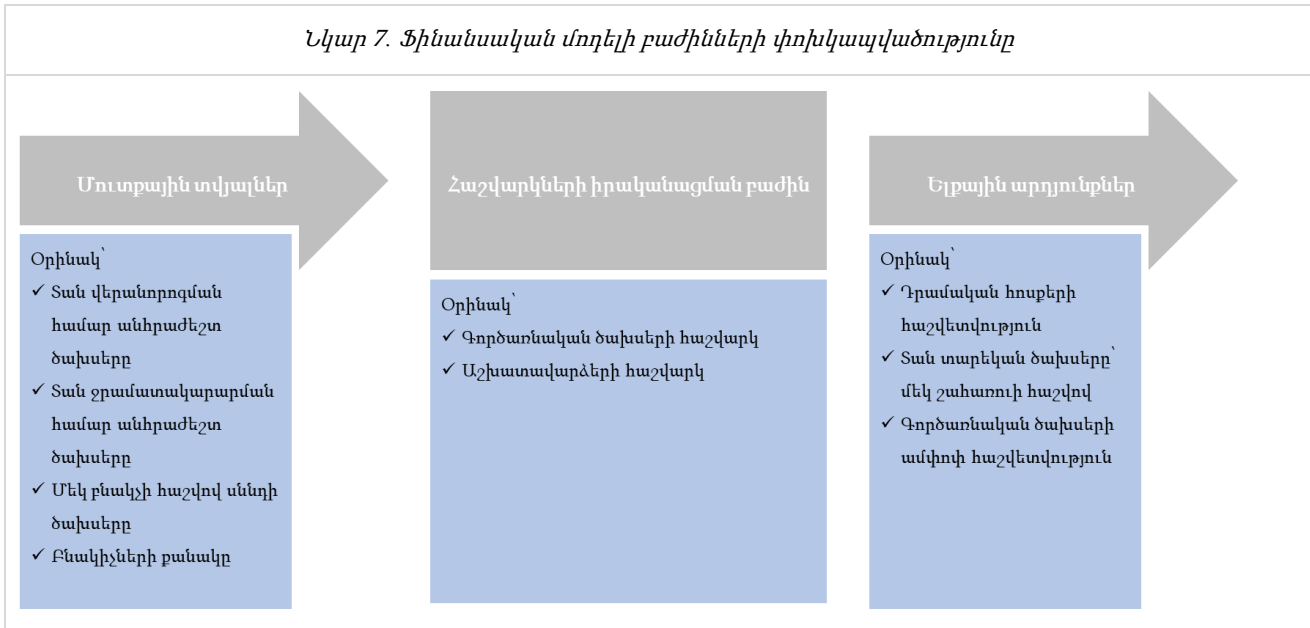 Նկար 7. Ֆինանսական մոդելի բաժինների փոխկապվածությունը
Մուտքային տվյալներ
Օրինակ՝
✓ Տան վերանորոգման
համար անհրաժեշտ
ծախսերը
✓ Տան ջրամատակարարման
համար անհրաժեշտ
ծախսերը
✓ Մեկ բնակչի հաշվով սննդի
ծախսերը
✓ Բնակիչների քանակը
Հաշվարկների իրականացման բաժին
Օրինակ՝
✓ Գործառնական ծախսերի հաշվարկ
✓ Աշխատավարձերի հաշվարկ
Ելքային արդյունքներ
Օրինակ՝
✓ Դրամական հոսքերի
հաշվետվություն
✓ Տան տարեկան ծախսերը՝
մեկ շահառուի հաշվով
✓ Գործառնական ծախսերի
ամփոփ հաշվետվություն